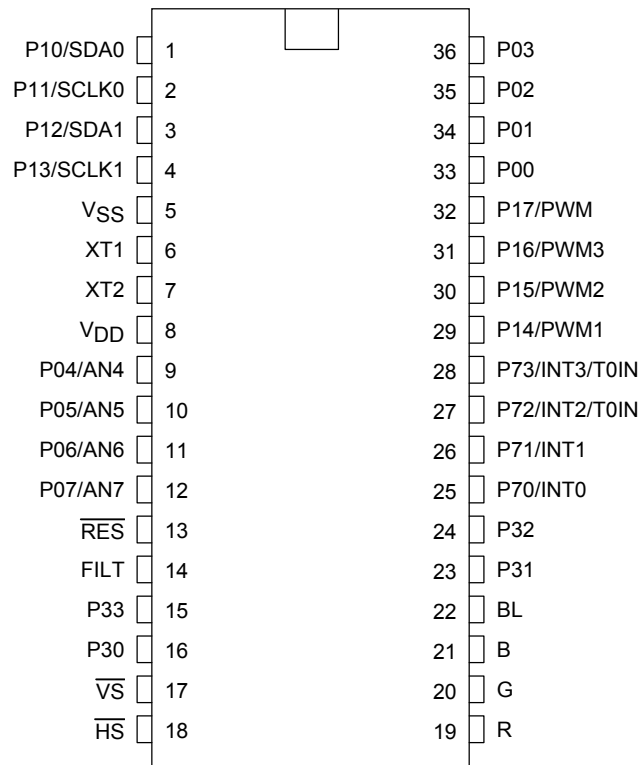 P10/SDA0 1 36 P03
P11/SCLK0 2 35 P02
P12/SDA1 3 34 P01
P13/SCLK1 4 33 P00
VSS 5 32 P17/PWM
XT1 6 31 P16/PWM3
XT2 7 30 P15/PWM2
VDD 8 29 P14/PWM1
P04/AN4 9 28 P73/INT3/T0IN
P05/AN5 10 27 P72/INT2/T0IN
P06/AN6 11 26 P71/INT1
P07/AN7 12 25 P70/INT0
R̅E̅S̅ 13 24 P32
FILT 14 23 P31
P33 15 22 BL
P30 16 21 B
V̅S̅ 17 20 G
H̅S̅ 18 19 R